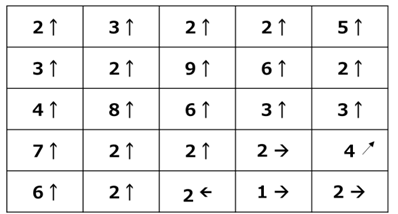 2↑ 3↑ 2↑ 2↑ 5↑
3↑ 2↑ 9↑ 6↑ 2↑
4↑ 8↑ 6↑ 3↑ 3↑
7↑ 2↑ 2↑ 2→ 4↗
6↑ 2↑ 2← 1→ 2→